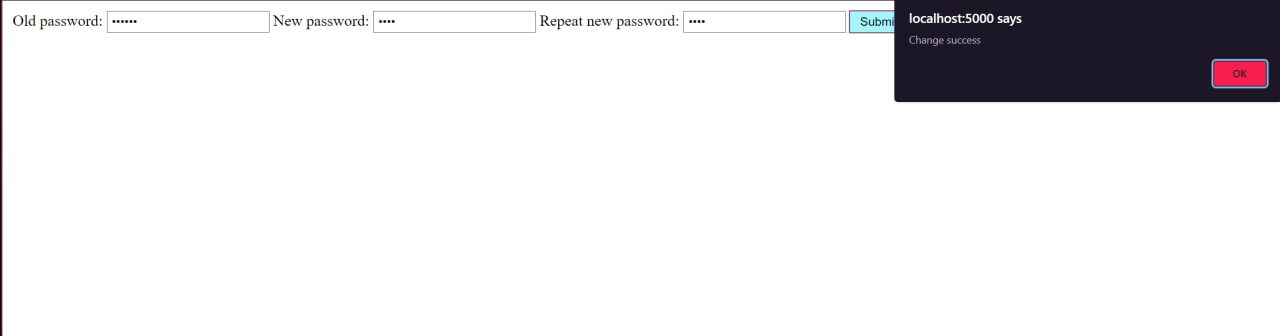 Old password: •••••• New password: •••• Repeat new password: •••• Submi
localhost:5000 says
Change success
OK